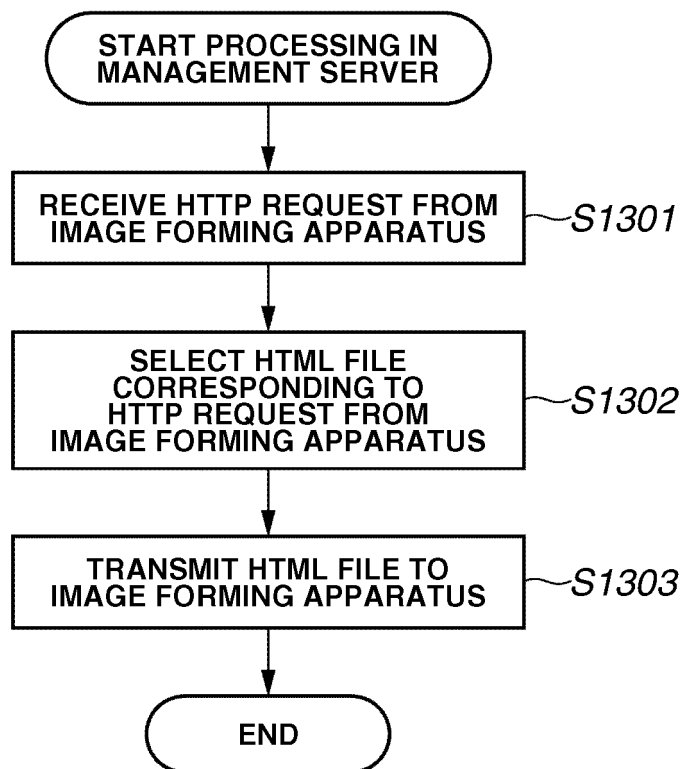 START PROCESSING IN
MANAGEMENT SERVER
RECEIVE HTTP REQUEST FROM
IMAGE FORMING APPARATUS
S1301
SELECT HTML FILE
CORRESPONDING TO
HTTP REQUEST FROM
IMAGE FORMING APPARATUS
S1302
TRANSMIT HTML FILE TO
IMAGE FORMING APPARATUS
S1303
END